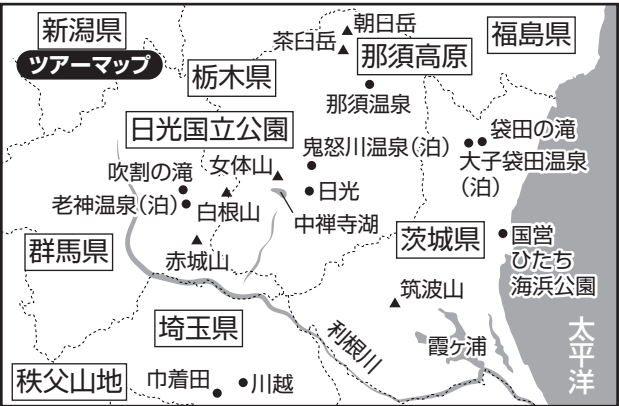 新潟県
ツアーマップ
栃木県
朝日岳
茶臼岳
那須高原
福島県
那須温泉
日光国立公園
鬼怒川温泉(泊)
袋田の滝
大子袋田温泉
(泊)
女体山
吹割の滝
老神温泉(泊)
白根山
日光
中禅寺湖
群馬県
赤城山
茨城県
国営
ひたち
海浜公園
筑波山
埼玉県
利根川
霞ヶ浦
太平洋
秩父山地
巾着田
川越